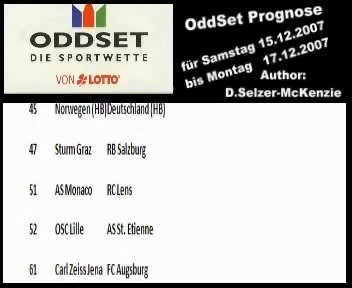 ODDSET
DIE SPORTWETTE
VON LOTTO
OddSet Prognose
für Samstag 15.12.2007
bis Montag 17.12.2007
Author:
D.Selzer-McKenzie
45 Norwegen (HB) Deutschland (HB)
47 Sturm Graz RB Salzburg
51 AS Monaco RC Lens
52 OSC Lille AS St. Etienne
61 Carl Zeiss Jena FC Augsburg